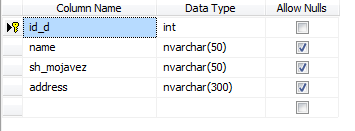 Column Name Data Type Allow Nulls
id_d int
name nvarchar(50)
sh_mojavez nvarchar(50)
address nvarchar(300)